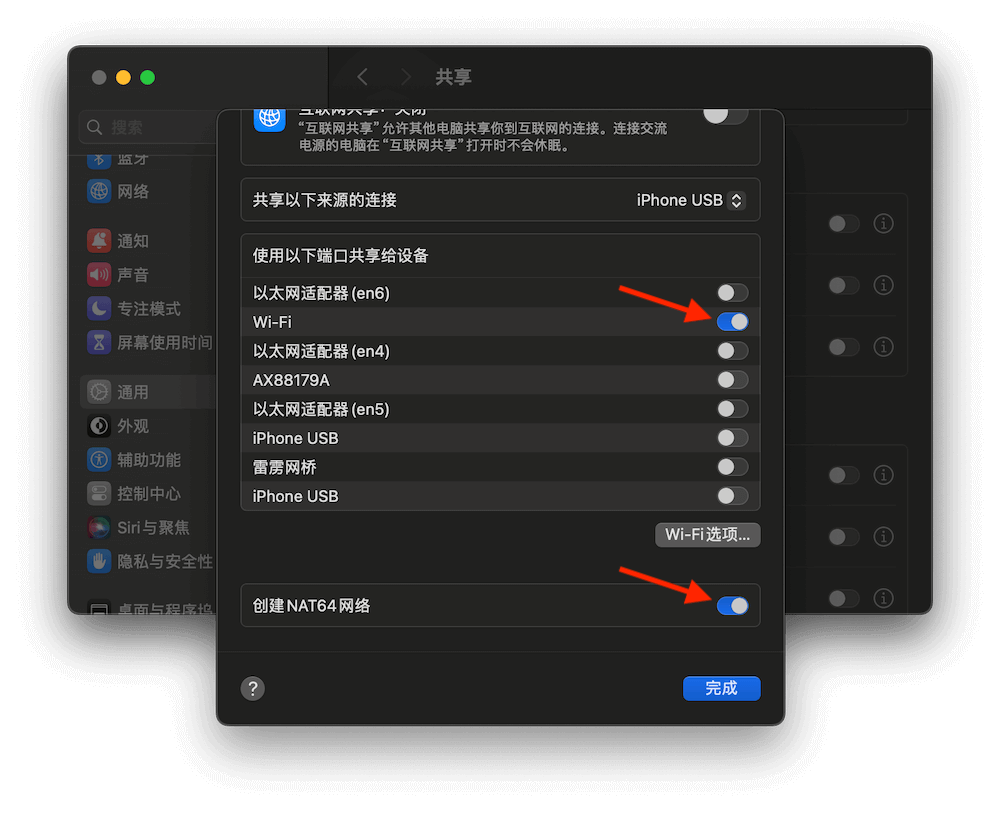 共享
搜索
蓝牙
网络
通知
声音
专注模式
屏幕使用时间
通用
外观
辅助功能
控制中心
Siri与聚焦
隐私与安全性
桌面与程序坞
互联网共享：关闭
“互联网共享”允许其他电脑共享你到互联网的连接。连接交流
电源的电脑在“互联网共享”打开时不会休眠。
共享以下来源的连接 iPhone USB
使用以下端口共享给设备
以太网适配器(en6)
Wi-Fi
以太网适配器(en4)
AX88179A
以太网适配器(en5)
iPhone USB
雷雳网桥
iPhone USB
Wi-Fi选项...
创建NAT64网络
?
完成